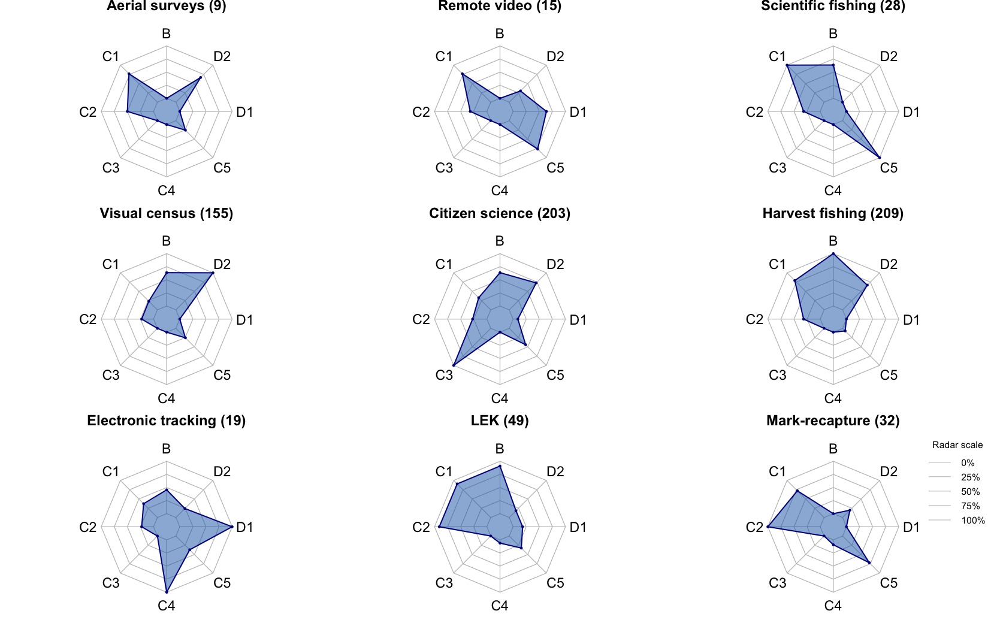 Aerial surveys (9)
Remote video (15)
Scientific fishing (28)
B
C1
D2
C2
D1
C3
C5
C4
B
C1
D2
C2
D1
C3
C5
C4
B
C1
D2
C2
D1
C3
C5
C4
Visual census (155)
Citizen science (203)
Harvest fishing (209)
B
C1
D2
C2
D1
C3
C5
C4
B
C1
D2
C2
D1
C3
C5
C4
B
C1
D2
C2
D1
C3
C5
C4
Electronic tracking (19)
LEK (49)
Mark-recapture (32)
B
C1
D2
C2
D1
C3
C5
C4
B
C1
D2
C2
D1
C3
C5
C4
B
C1
D2
C2
D1
C3
C5
C4
Radar scale
0%
25%
50%
75%
100%